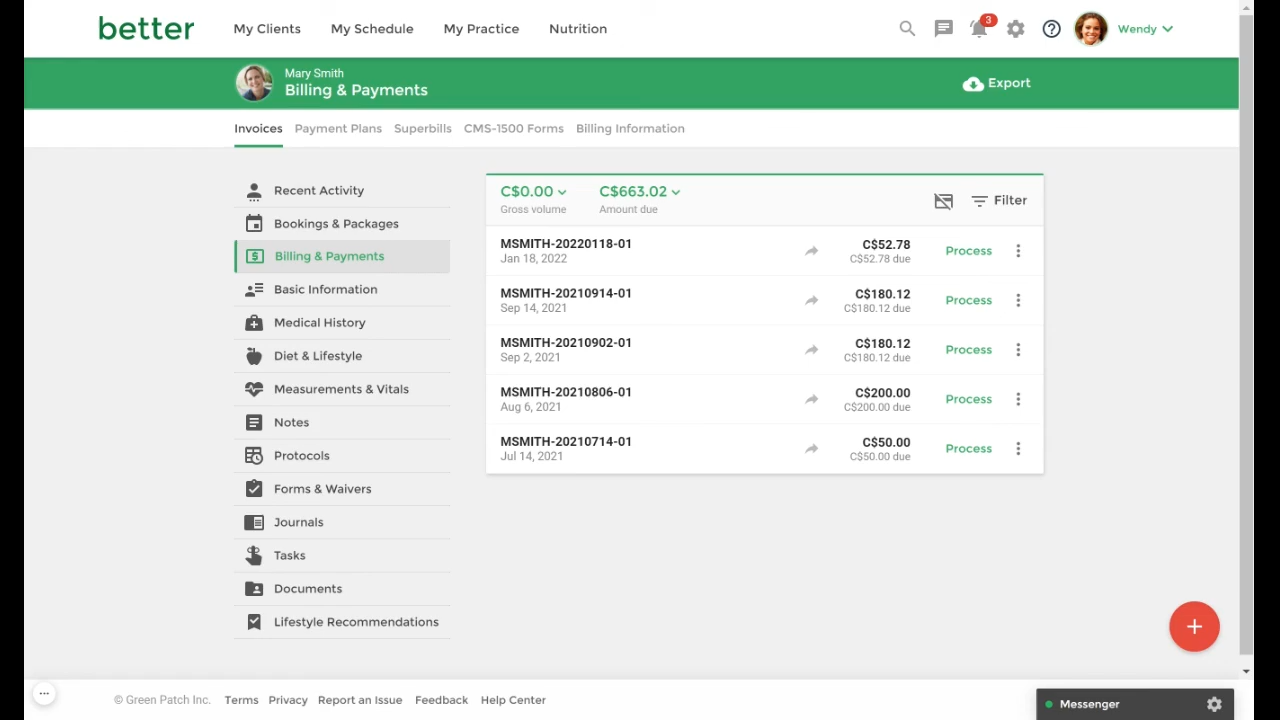 better
My Clients
My Schedule
My Practice
Nutrition
3
Wendy
Mary Smith
Billing & Payments
Export
Invoices
Payment Plans
Superbills
CMS-1500 Forms
Billing Information
Recent Activity
Bookings & Packages
Billing & Payments
Basic Information
Medical History
Diet & Lifestyle
Measurements & Vitals
Notes
Protocols
Forms & Waivers
Journals
Tasks
Documents
Lifestyle Recommendations
C$0.00
Gross volume
C$663.02
Amount due
Filter
MSMITH-20220118-01
Jan 18, 2022
C$52.78
C$52.78 due
Process
MSMITH-20210914-01
Sep 14, 2021
C$180.12
C$180.12 due
Process
MSMITH-20210902-01
Sep 2, 2021
C$180.12
C$180.12 due
Process
MSMITH-20210806-01
Aug 6, 2021
C$200.00
C$200.00 due
Process
MSMITH-20210714-01
Jul 14, 2021
C$50.00
C$50.00 due
Process
© Green Patch Inc.
Terms
Privacy
Report an Issue
Feedback
Help Center
Messenger